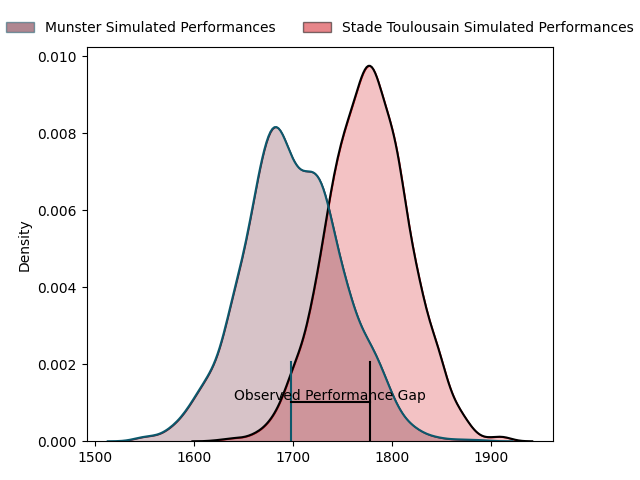 Munster Simulated Performances Stade Toulousain Simulated Performances
0.010
0.008
0.006
0.004
0.002
0.000
Density
Observed Performance Gap
1500 1600 1700 1800 1900